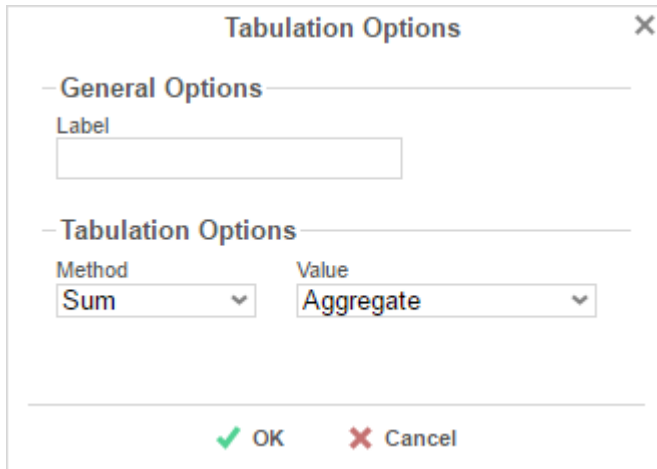 Tabulation Options
General Options
Label
Tabulation Options
Method Value
Sum Aggregate
OK Cancel